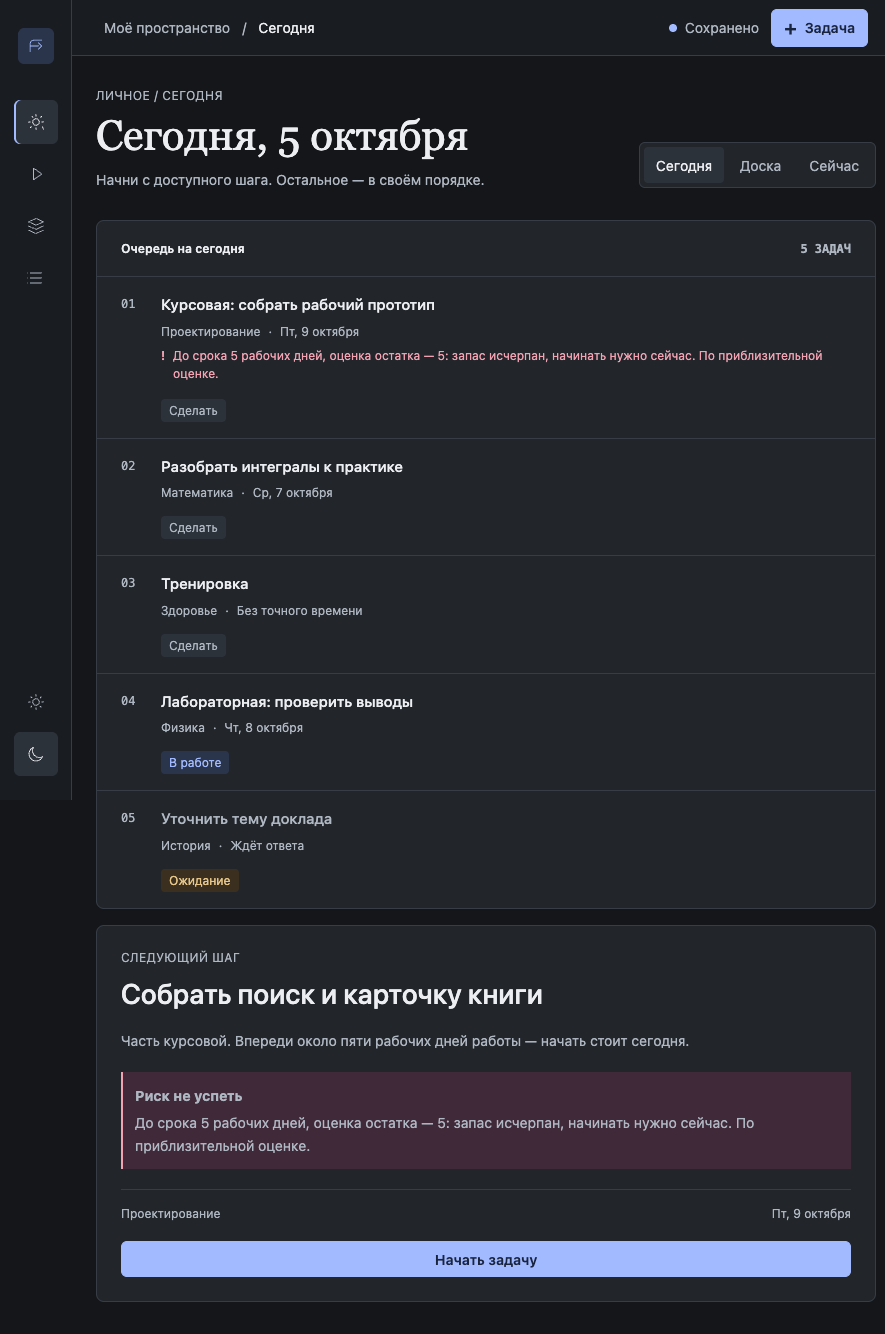 Моё пространство / Сегодня
Сохранено
+ Задача
ЛИЧНОЕ / СЕГОДНЯ
Сегодня, 5 октября
Начни с доступного шага. Остальное — в своём порядке.
Сегодня Доска Сейчас
Очередь на сегодня
5 ЗАДАЧ
01 Курсовая: собрать рабочий прототип
Проектирование · Пт, 9 октября
! До срока 5 рабочих дней, оценка остатка — 5: запас исчерпан, начинать нужно сейчас. По приблизительной
оценке.
Сделать
02 Разобрать интегралы к практике
Математика · Ср, 7 октября
Сделать
03 Тренировка
Здоровье · Без точного времени
Сделать
04 Лабораторная: проверить выводы
Физика · Чт, 8 октября
В работе
05 Уточнить тему доклада
История · Ждёт ответа
Ожидание
СЛЕДУЮЩИЙ ШАГ
Собрать поиск и карточку книги
Часть курсовой. Впереди около пяти рабочих дней работы — начать стоит сегодня.
Риск не успеть
До срока 5 рабочих дней, оценка остатка — 5: запас исчерпан, начинать нужно сейчас. По
приблизительной оценке.
Проектирование
Пт, 9 октября
Начать задачу